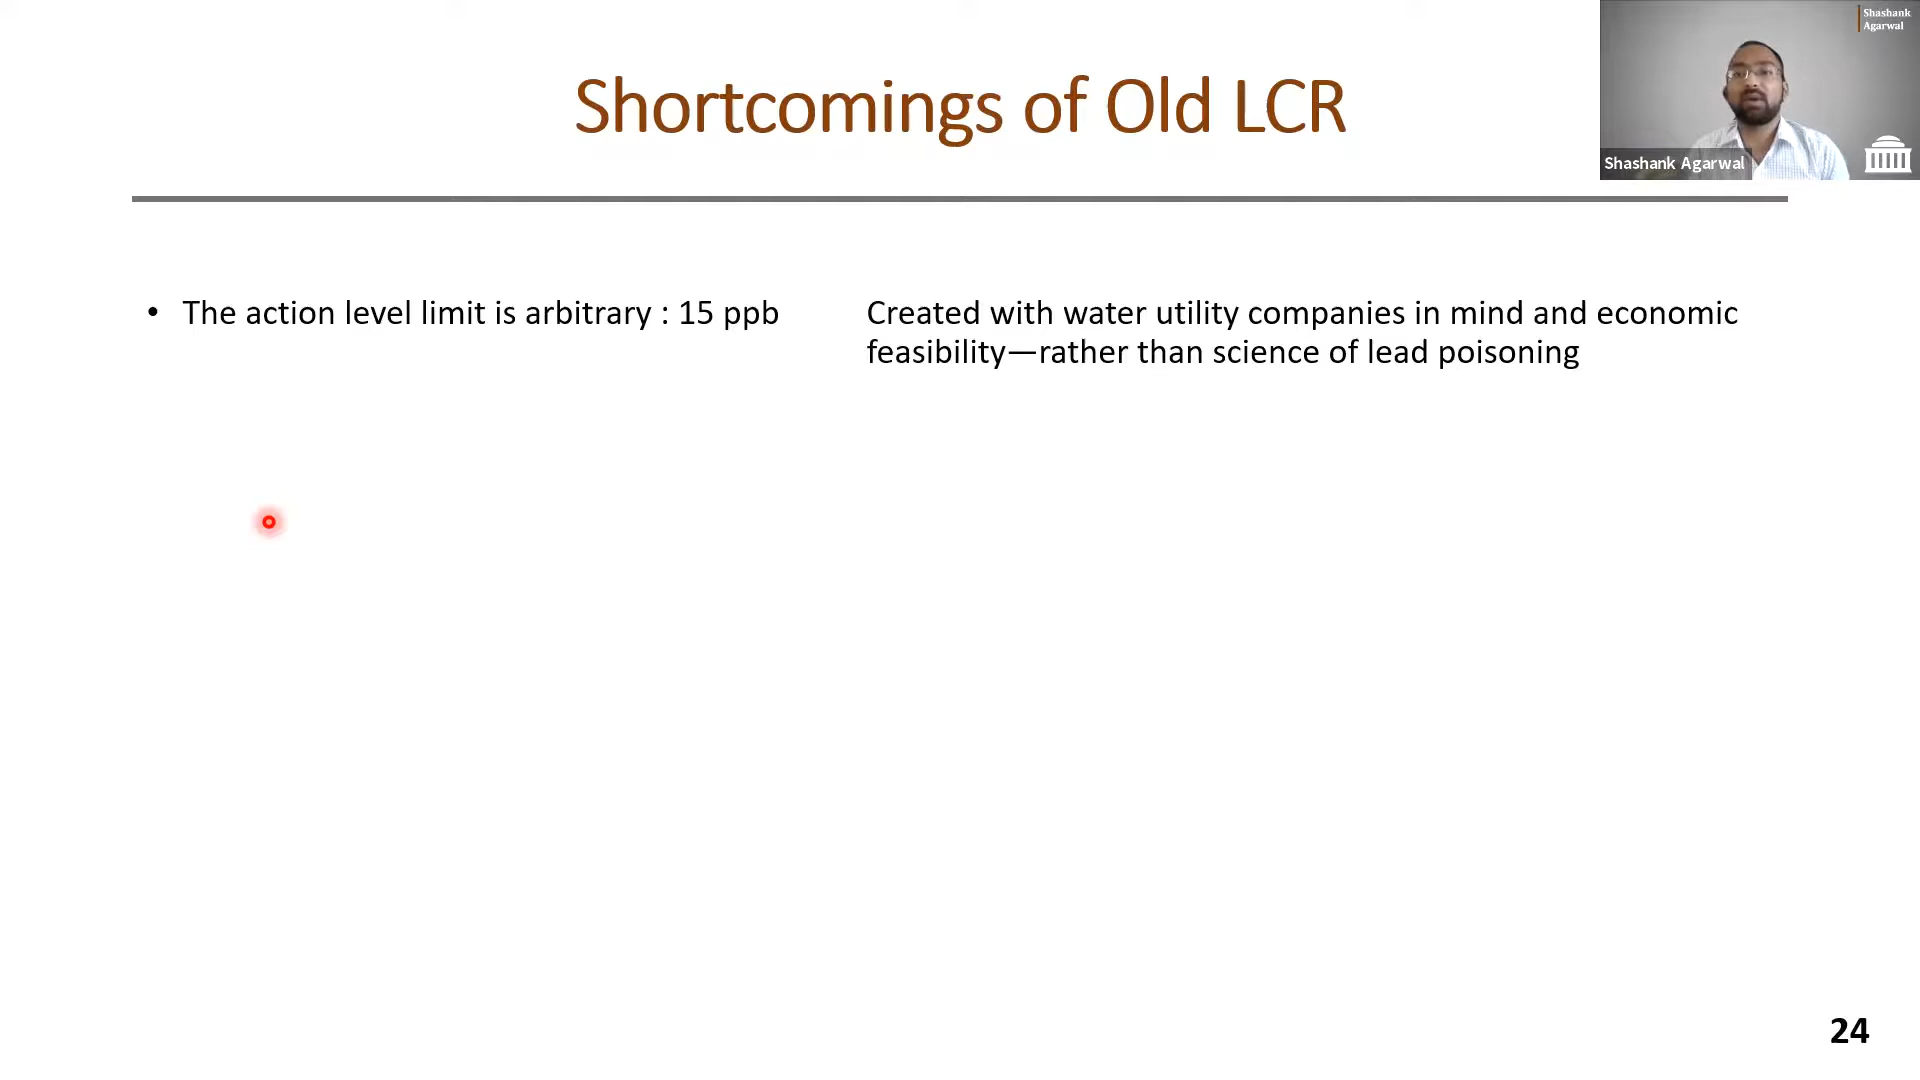 Shortcomings of Old LCR
Shashank
Agarwal
Shashank Agarwal
• The action level limit is arbitrary : 15 ppb
Created with water utility companies in mind and economic
feasibility—rather than science of lead poisoning
24